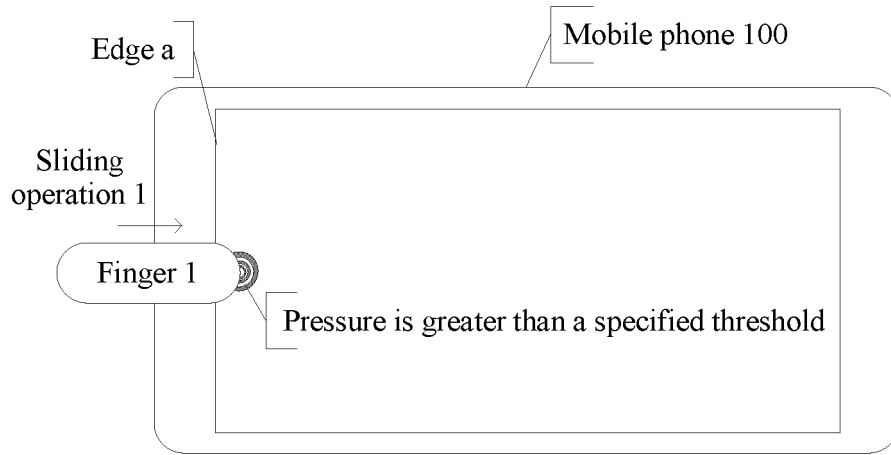 Mobile phone 100
Edge a
Sliding
operation 1
Finger 1
Pressure is greater than a specified threshold